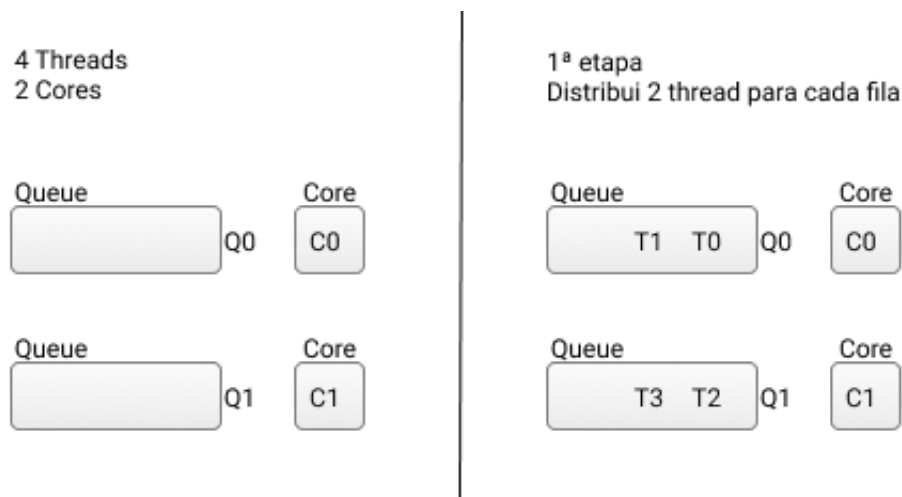 4 Threads
2 Cores
Queue Core
Q0 C0
Queue Core
Q1 C1
1ª etapa
Distribui 2 thread para cada fila
Queue Core
T1 T0 Q0 C0
Queue Core
T3 T2 Q1 C1